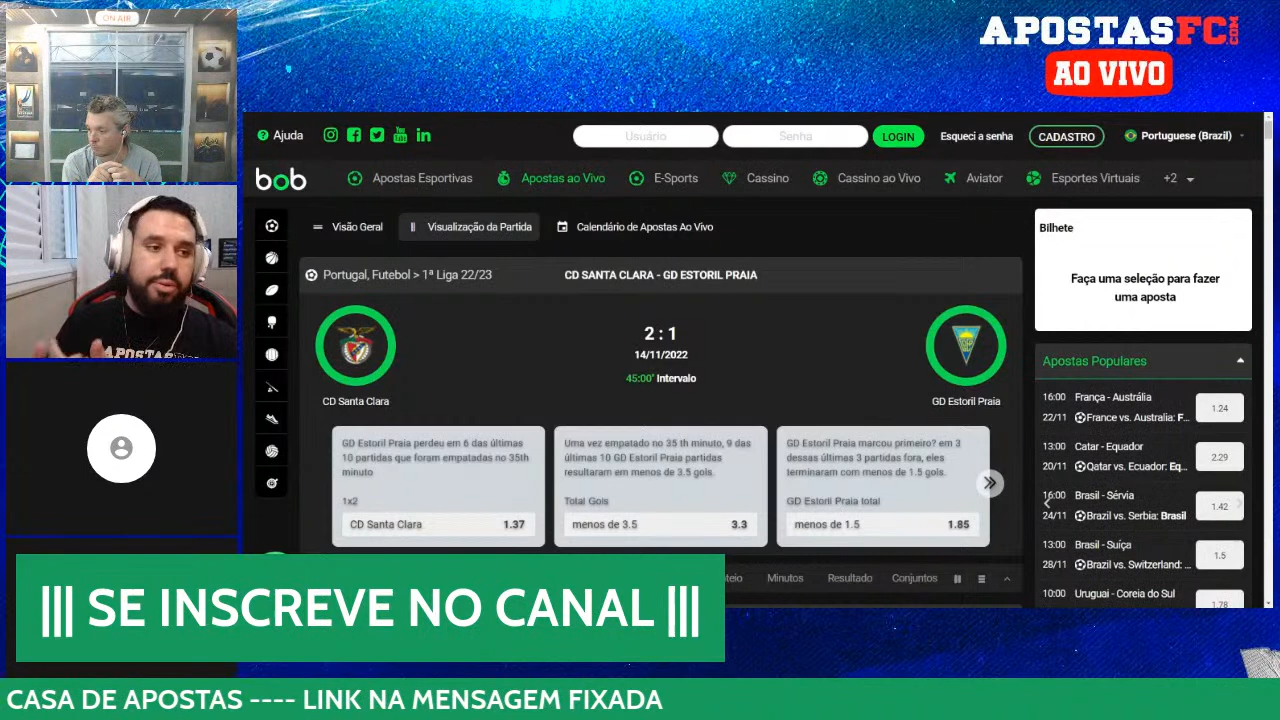 ON AIR
APOSTASFC.COM
AO VIVO
Ajuda
Usuário
Senha
LOGIN
Esqueci a senha
CADASTRO
Portuguese (Brazil)
bob
Apostas Esportivas
Apostas ao Vivo
E-Sports
Cassino
Cassino ao Vivo
Aviator
Esportes Virtuais
+2
Visão Geral
Visualização da Partida
Calendário de Apostas Ao Vivo
Bilhete
Faça uma seleção para fazer
uma aposta
Portugal, Futebol > 1ª Liga 22/23
CD SANTA CLARA - GD ESTORIL PRAIA
2 : 1
14/11/2022
45:00' Intervalo
CD Santa Clara
GD Estoril Praia
GD Estoril Praia perdeu em 6 das últimas
10 partidas que foram empatadas no 35th
minuto
1x2
CD Santa Clara 1.37
Uma vez empatado no 35 th minuto, 9 das
últimas 10 GD Estoril Praia partidas
resultaram em menos de 3.5 gols.
Total Gols
menos de 3.5 3.3
GD Estoril Praia marcou primeiro? em 3
dessas últimas 3 partidas fora, eles
terminaram com menos de 1.5 gols.
GD Estoril Praia total
menos de 1.5 1.85
Apostas Populares
16:00 França - Austrália
22/11 France vs. Australia: F...
1.24
13:00 Catar - Equador
20/11 Qatar vs. Ecuador: Eq...
2.29
16:00 Brasil - Sérvia
24/11 Brazil vs. Serbia: Brasil
1.42
13:00 Brasil - Suíça
28/11 Brazil vs. Switzerland: ...
1.5
10:00 Uruguai - Coreia do Sul
1.78
teio
Minutos
Resultado
Conjuntos
APOSTAS
||| SE INSCREVE NO CANAL |||
CASA DE APOSTAS ---- LINK NA MENSAGEM FIXADA